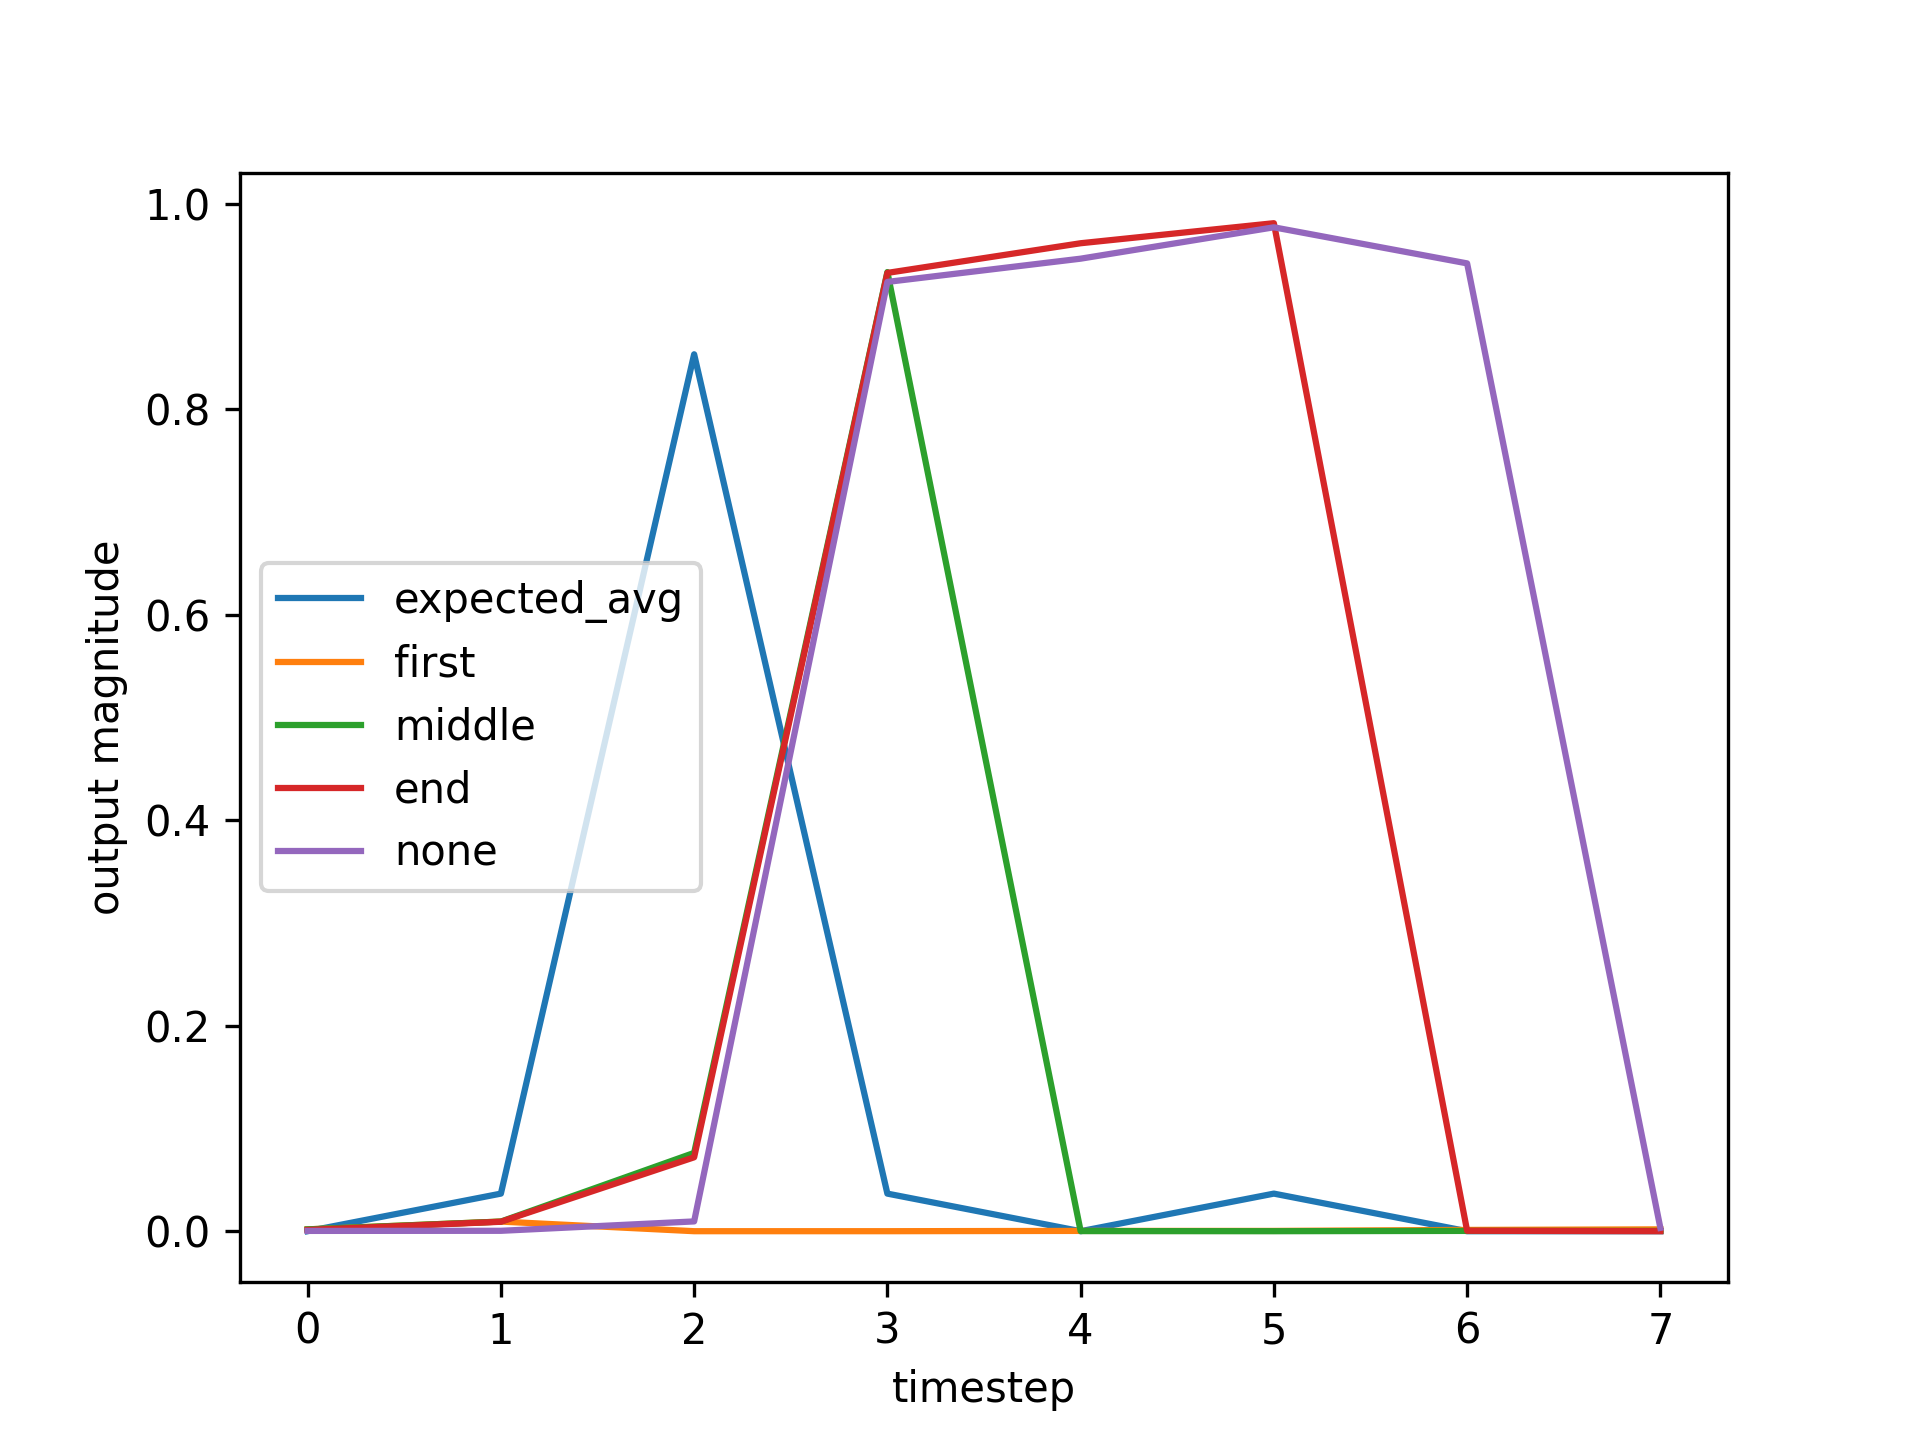 1.0
0.8
0.6
0.4
0.2
0.0
output magnitude
expected_avg
first
middle
end
none
0 1 2 3 4 5 6 7
timestep